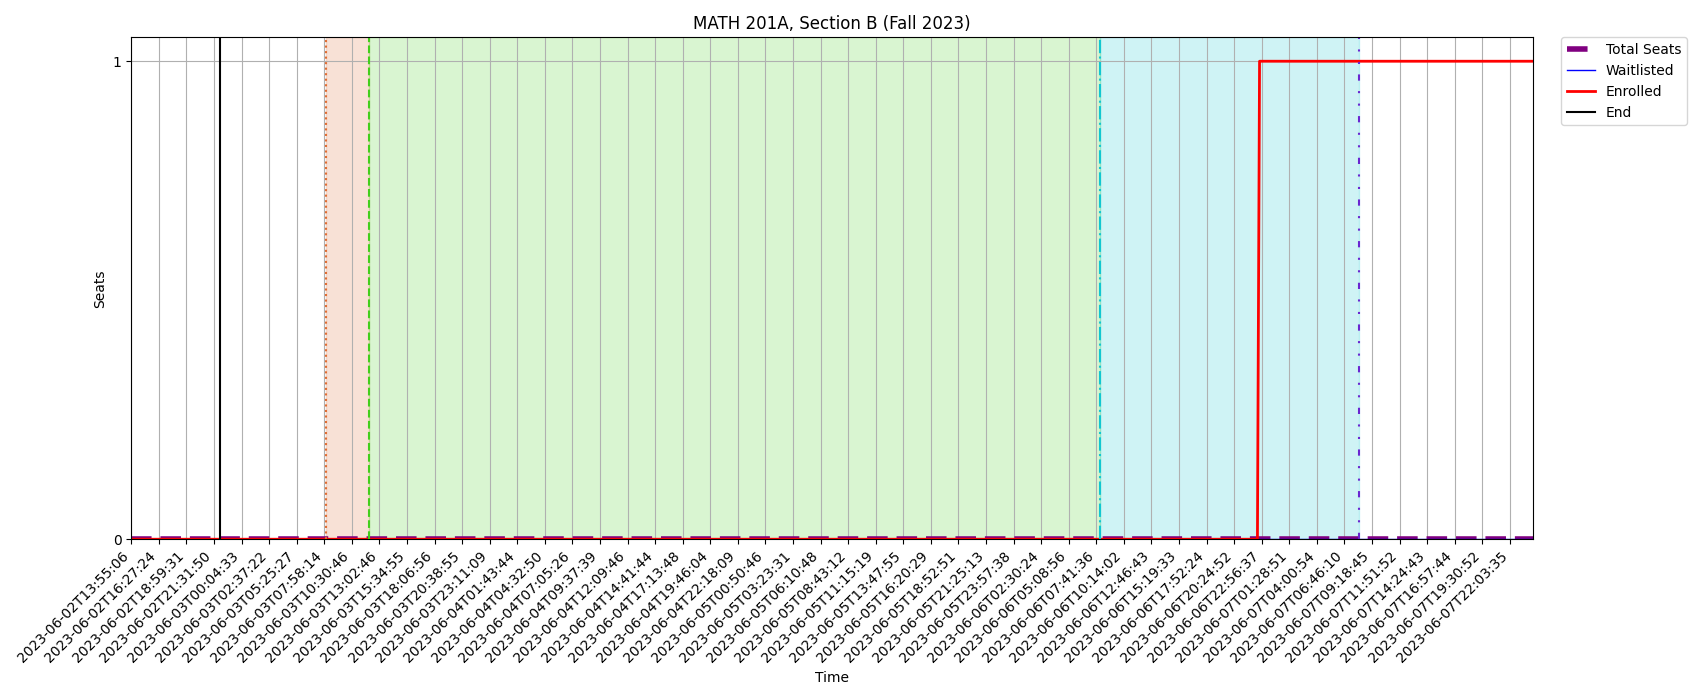 MATH 201A, Section B (Fall 2023)
Total Seats
Waitlisted
Enrolled
End
Seats
1
0
2023-06-02T13:55:06
2023-06-02T16:27:24
2023-06-02T18:59:31
2023-06-02T21:31:50
2023-06-03T00:04:33
2023-06-03T02:37:22
2023-06-03T05:25:27
2023-06-03T07:58:14
2023-06-03T10:30:46
2023-06-03T13:02:46
2023-06-03T15:34:55
2023-06-03T18:06:56
2023-06-03T20:38:55
2023-06-03T23:11:09
2023-06-04T01:43:44
2023-06-04T04:32:50
2023-06-04T07:05:26
2023-06-04T09:37:39
2023-06-04T12:09:46
2023-06-04T14:41:44
2023-06-04T17:13:48
2023-06-04T19:46:04
2023-06-04T22:18:09
2023-06-05T00:50:46
2023-06-05T03:23:31
2023-06-05T06:10:48
2023-06-05T08:43:12
2023-06-05T11:15:19
2023-06-05T13:47:55
2023-06-05T16:20:29
2023-06-05T18:52:51
2023-06-05T21:25:13
2023-06-05T23:57:38
2023-06-06T02:30:24
2023-06-06T05:08:56
2023-06-06T07:41:36
2023-06-06T10:14:02
2023-06-06T12:46:43
2023-06-06T15:19:33
2023-06-06T17:52:24
2023-06-06T20:24:52
2023-06-06T22:56:37
2023-06-07T01:28:51
2023-06-07T04:00:54
2023-06-07T06:46:10
2023-06-07T09:18:45
2023-06-07T11:51:52
2023-06-07T14:24:43
2023-06-07T16:57:44
2023-06-07T19:30:52
2023-06-07T22:03:35
Time